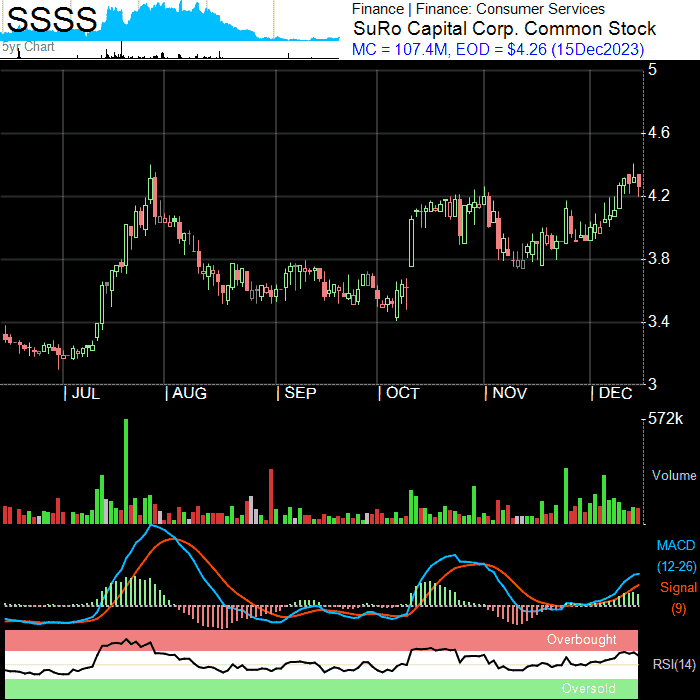 SSSS
5yr Chart
Finance | Finance: Consumer Services
SuRo Capital Corp. Common Stock
MC = 107.4M, EOD = $4.26 (15Dec2023)
5
4.6
4.2
3.8
3.4
3
| JUL | AUG | SEP | OCT | NOV | DEC
572k
Volume
MACD
(12-26)
Signal
(9)
Overbought
RSI(14)
Oversold